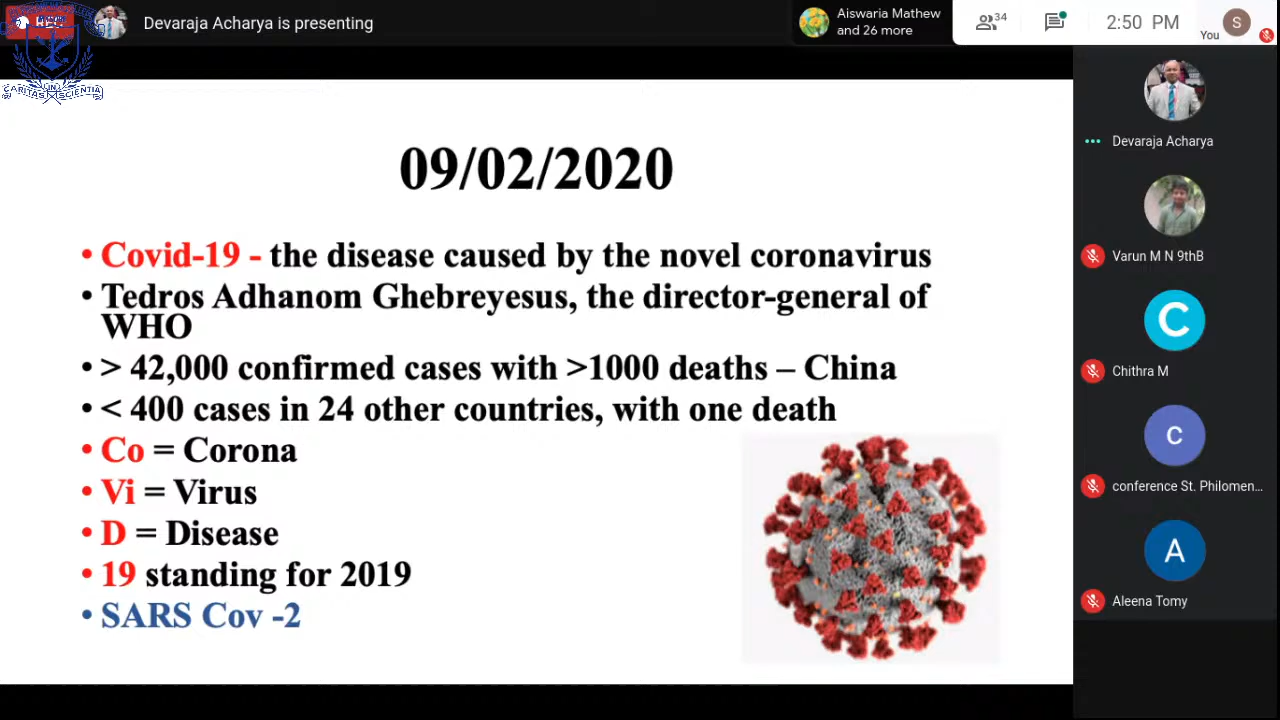 Devaraja Acharya is presenting
Aiswaria Mathew
and 26 more
34
2:50 PM
You
S
CARITAS
SCIENTIA
09/02/2020
• Covid-19 - the disease caused by the novel coronavirus
• Tedros Adhanom Ghebreyesus, the director-general of
WHO
• > 42,000 confirmed cases with >1000 deaths – China
• < 400 cases in 24 other countries, with one death
• Co = Corona
• Vi = Virus
• D = Disease
• 19 standing for 2019
• SARS Cov -2
Devaraja Acharya
Varun M N 9thB
C
Chithra M
C
conference St. Philomen...
A
Aleena Tomy